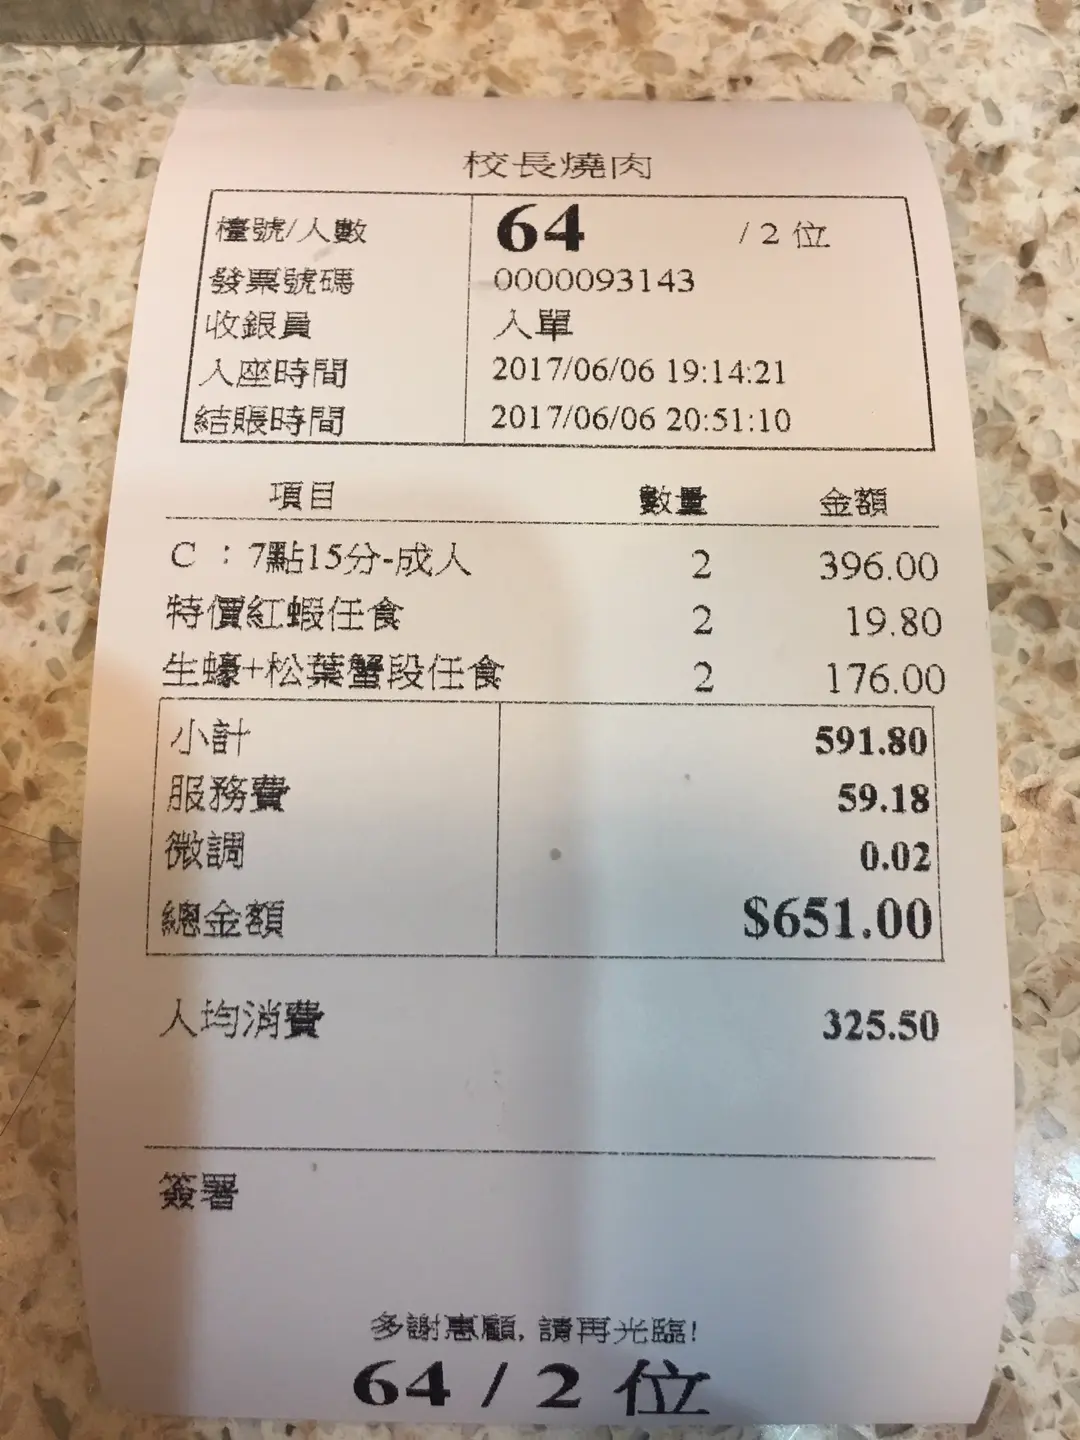 校長燒肉
檯號/人數 64 / 2 位
發票號碼 0000093143
收銀員 入單
入座時間 2017/06/06 19:14:21
結賬時間 2017/06/06 20:51:10
項目 數量 金額
C : 7點15分-成人 2 396.00
特價紅蝦任食 2 19.80
生蠔+松葉蟹段任食 2 176.00
小計 591.80
服務費 59.18
微調 0.02
總金額 $651.00
人均消費 325.50
簽署
多謝惠顧, 請再光臨!
64 / 2 位